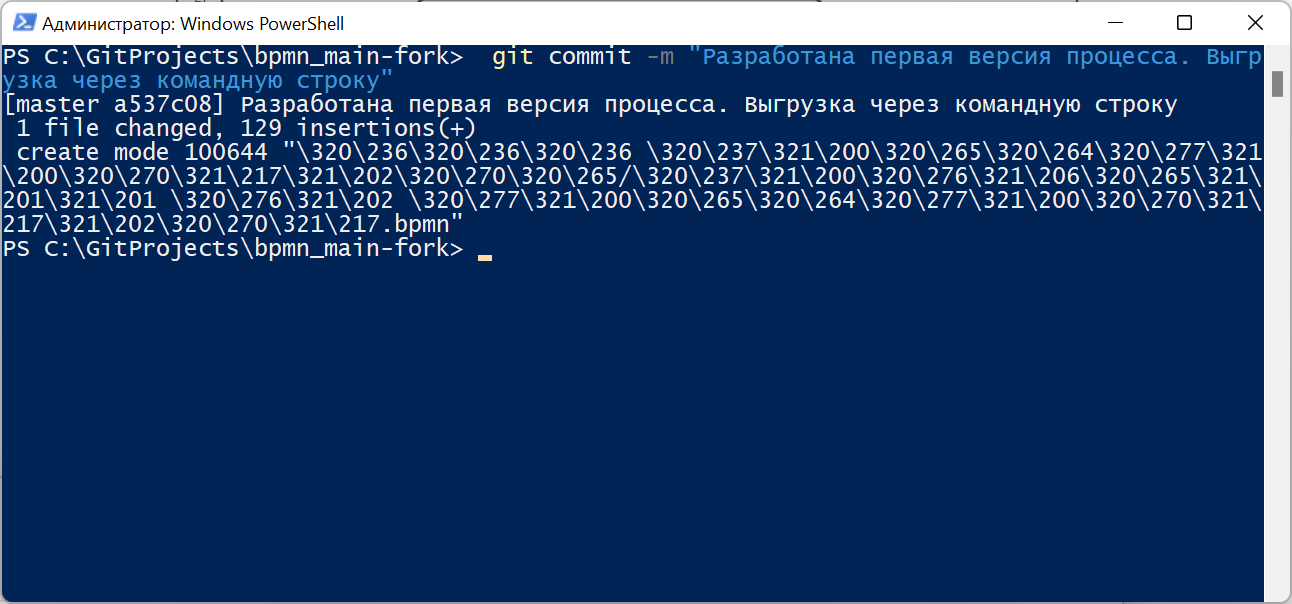 Администратор: Windows PowerShell
PS C:\GitProjects\bpmn_main-fork>  git commit -m "Разработана первая версия процесса. Выгр
узка через командную строку"
[master a537c08] Разработана первая версия процесса. Выгрузка через командную строку
 1 file changed, 129 insertions(+)
 create mode 100644 "\320\236\320\236\320\236 \320\237\321\200\320\265\320\264\320\277\321
\200\320\270\321\217\321\202\320\270\320\265/\320\237\321\200\320\276\321\206\320\265\321\
201\321\201 \320\276\321\202 \320\277\321\200\320\265\320\264\320\277\321\200\320\270\321\
217\321\202\320\270\321\217.bpmn"
PS C:\GitProjects\bpmn_main-fork>